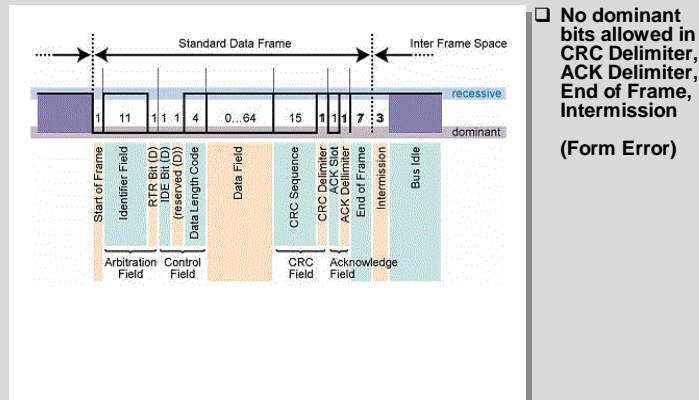 Standard Data Frame
Inter Frame Space
recessive
1 11 1 1 1 4 0...64 15 1 1 1 7 3
dominant
Start of Frame
Identifier Field
RTR Bit (D)
IDE Bit (D)
(reserved (D))
Data Length Code
Data Field
CRC Sequence
CRC Delimiter
ACK Slot
ACK Dellimiter
End of Frame
Intermission
Bus Idle
Arbitration
Field
Control
Field
CRC
Field
Acknowledge
Field
No dominant
bits allowed in
CRC Delimiter,
ACK Delimiter,
End of Frame,
Intermission
(Form Error)